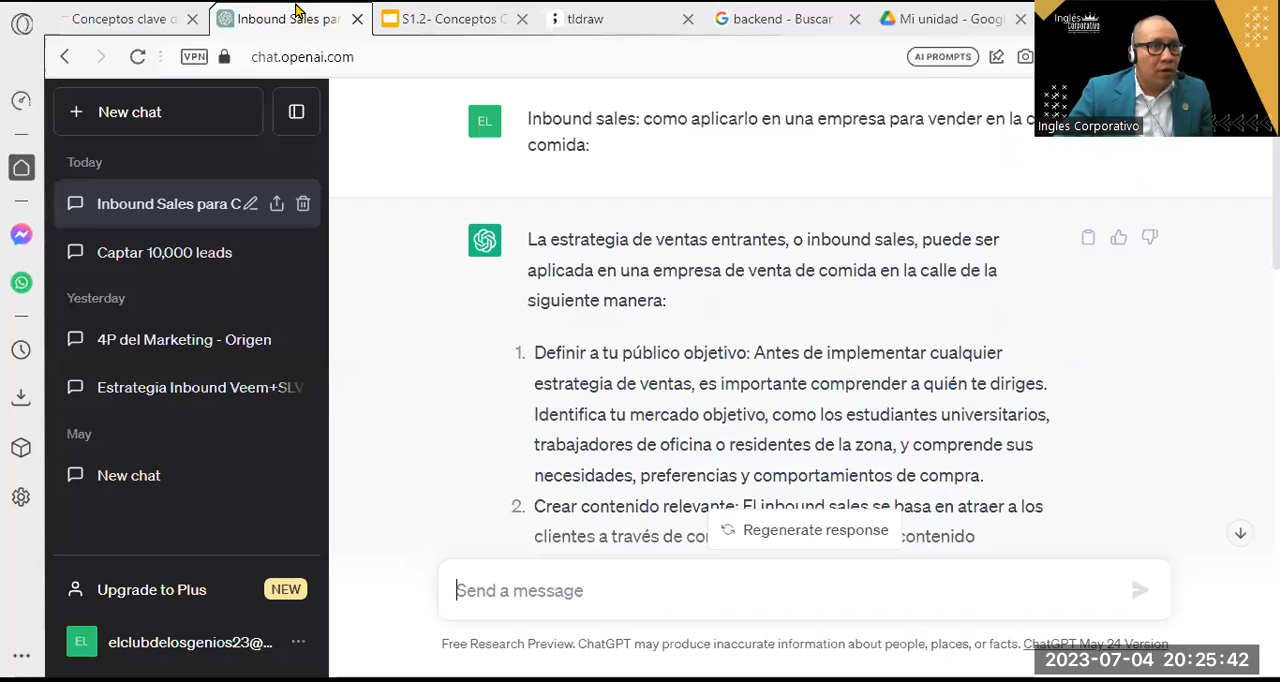 Conceptos clave
Inbound Sales par
S1.2- Conceptos C
tldraw
backend - Buscar
Mi unidad - Googl
VPN
chat.openai.com
AI PROMPTS
Inglés
Corporativo
Ingles Corporativo
New chat
Today
Inbound Sales para C
Captar 10,000 leads
Yesterday
4P del Marketing - Origen
Estrategia Inbound Veem+SLV
May
New chat
Upgrade to Plus
NEW
EL
elclubdelosgenios23@...
EL
Inbound sales: como aplicarlo en una empresa para vender en la c
comida:
La estrategia de ventas entrantes, o inbound sales, puede ser
aplicada en una empresa de venta de comida en la calle de la
siguiente manera:
1. Definir a tu público objetivo: Antes de implementar cualquier
estrategia de ventas, es importante comprender a quién te diriges.
Identifica tu mercado objetivo, como los estudiantes universitarios,
trabajadores de oficina o residentes de la zona, y comprende sus
necesidades, preferencias y comportamientos de compra.
2. Crear contenido relevante: El inbound sales se basa en atraer a los
clientes a través de co contenido
Regenerate response
Send a message
Free Research Preview. ChatGPT may produce inaccurate information about people, places, or facts. ChatGPT May 24 Version
2023-07-04 20:25:42